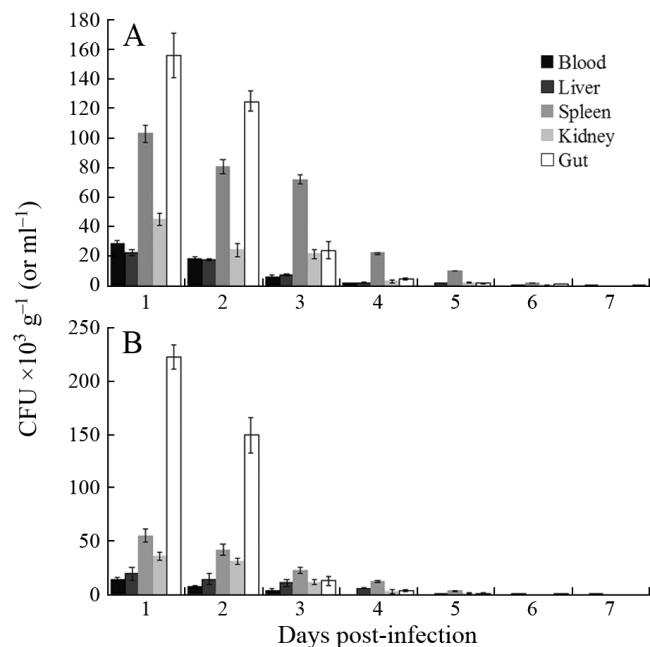 A
180
160
140
120
100
80
60
40
20
0
1 2 3 4 5 6 7
Blood
Liver
Spleen
Kidney
Gut
CFU ×10³ g⁻¹ (or ml⁻¹)
B
250
200
150
100
50
0
1 2 3 4 5 6 7
Days post-infection